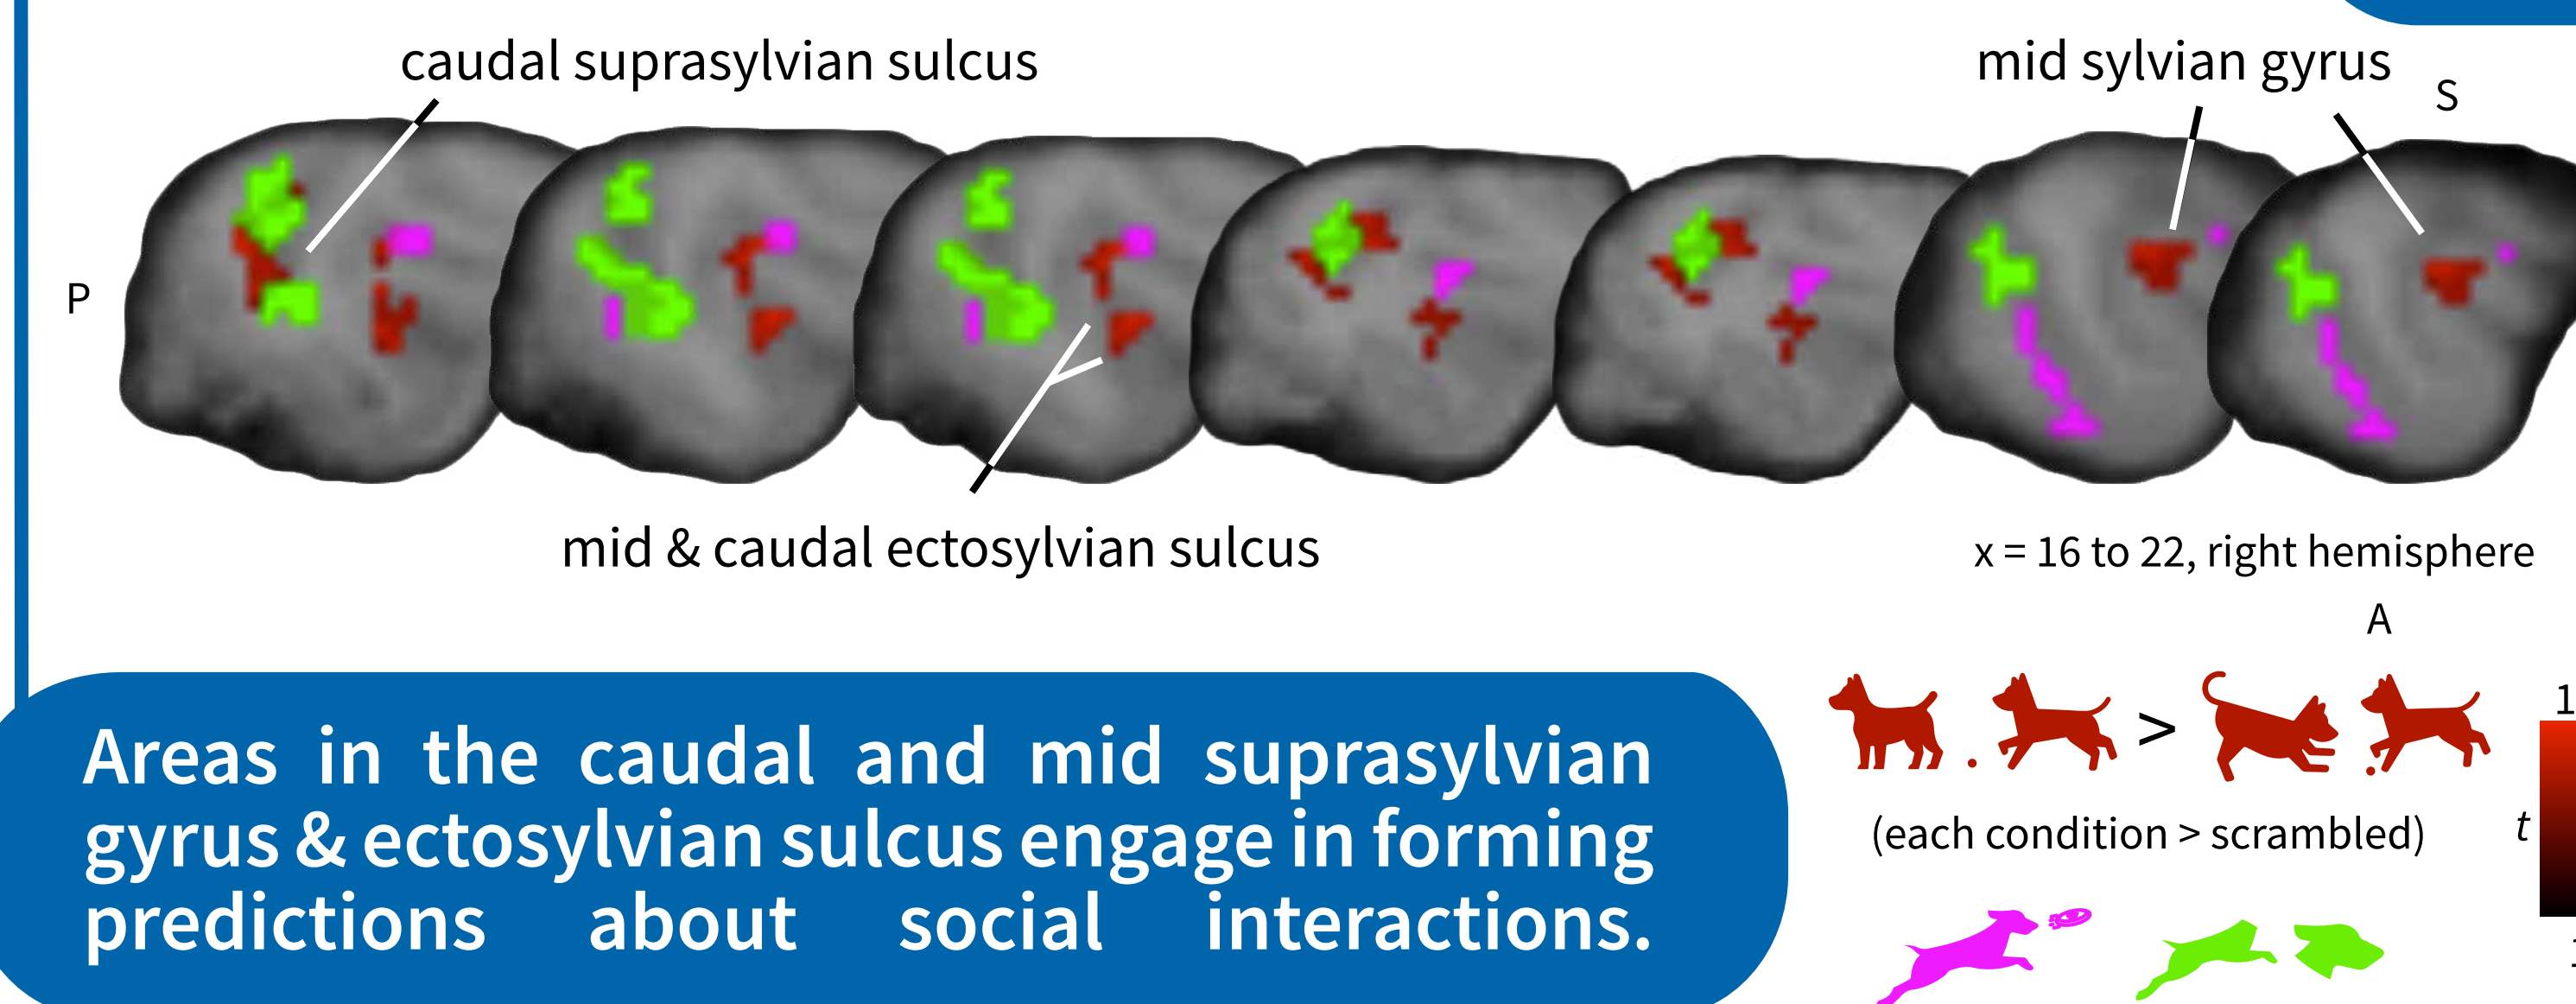 caudal suprasylvian sulcus
mid sylvian gyrus
S
P
mid & caudal ectosylvian sulcus
x = 16 to 22, right hemisphere
A
Areas in the caudal and mid suprasylvian
gyrus & ectosylvian sulcus engage in forming
predictions about social interactions.
. > .
(each condition > scrambled)
t